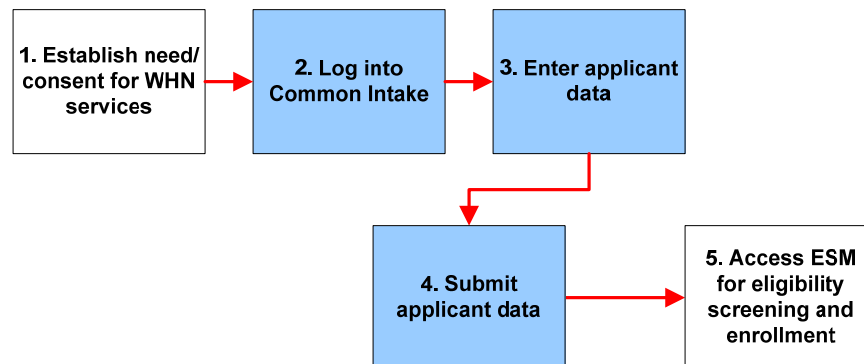 1. Establish need/
consent for WHN
services
2. Log into
Common Intake
3. Enter applicant
data
4. Submit
applicant data
5. Access ESM
for eligibility
screening and
enrollment